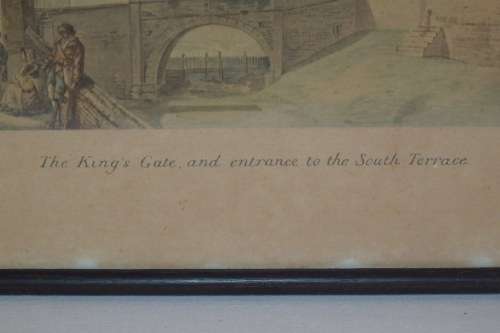 The King's Gate, and entrance to the South Terrace